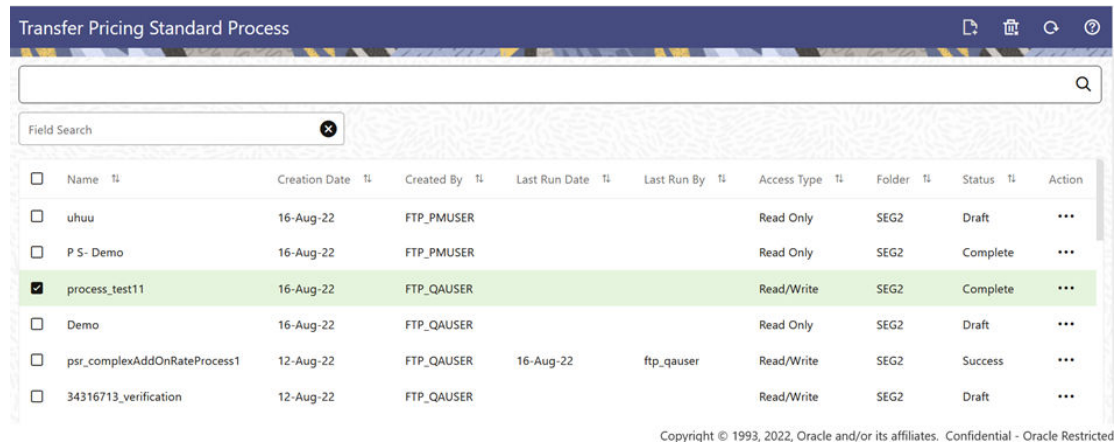 Transfer Pricing Standard Process
Field Search
Name Creation Date Created By Last Run Date Last Run By Access Type Folder Status Action
uhuu 16-Aug-22 FTP_PMUSER Read Only SEG2 Draft ...
P S- Demo 16-Aug-22 FTP_PMUSER Read Only SEG2 Complete ...
process_test11 16-Aug-22 FTP_QAUSER Read/Write SEG2 Complete ...
Demo 16-Aug-22 FTP_QAUSER Read Only SEG2 Draft ...
psr_complexAddOnRateProcess1 12-Aug-22 FTP_QAUSER 16-Aug-22 ftp_qauser Read/Write SEG2 Success ...
34316713_verification 12-Aug-22 FTP_QAUSER Read/Write SEG2 Draft ...
Copyright © 1993, 2022, Oracle and/or its affiliates. Confidential - Oracle Restricted